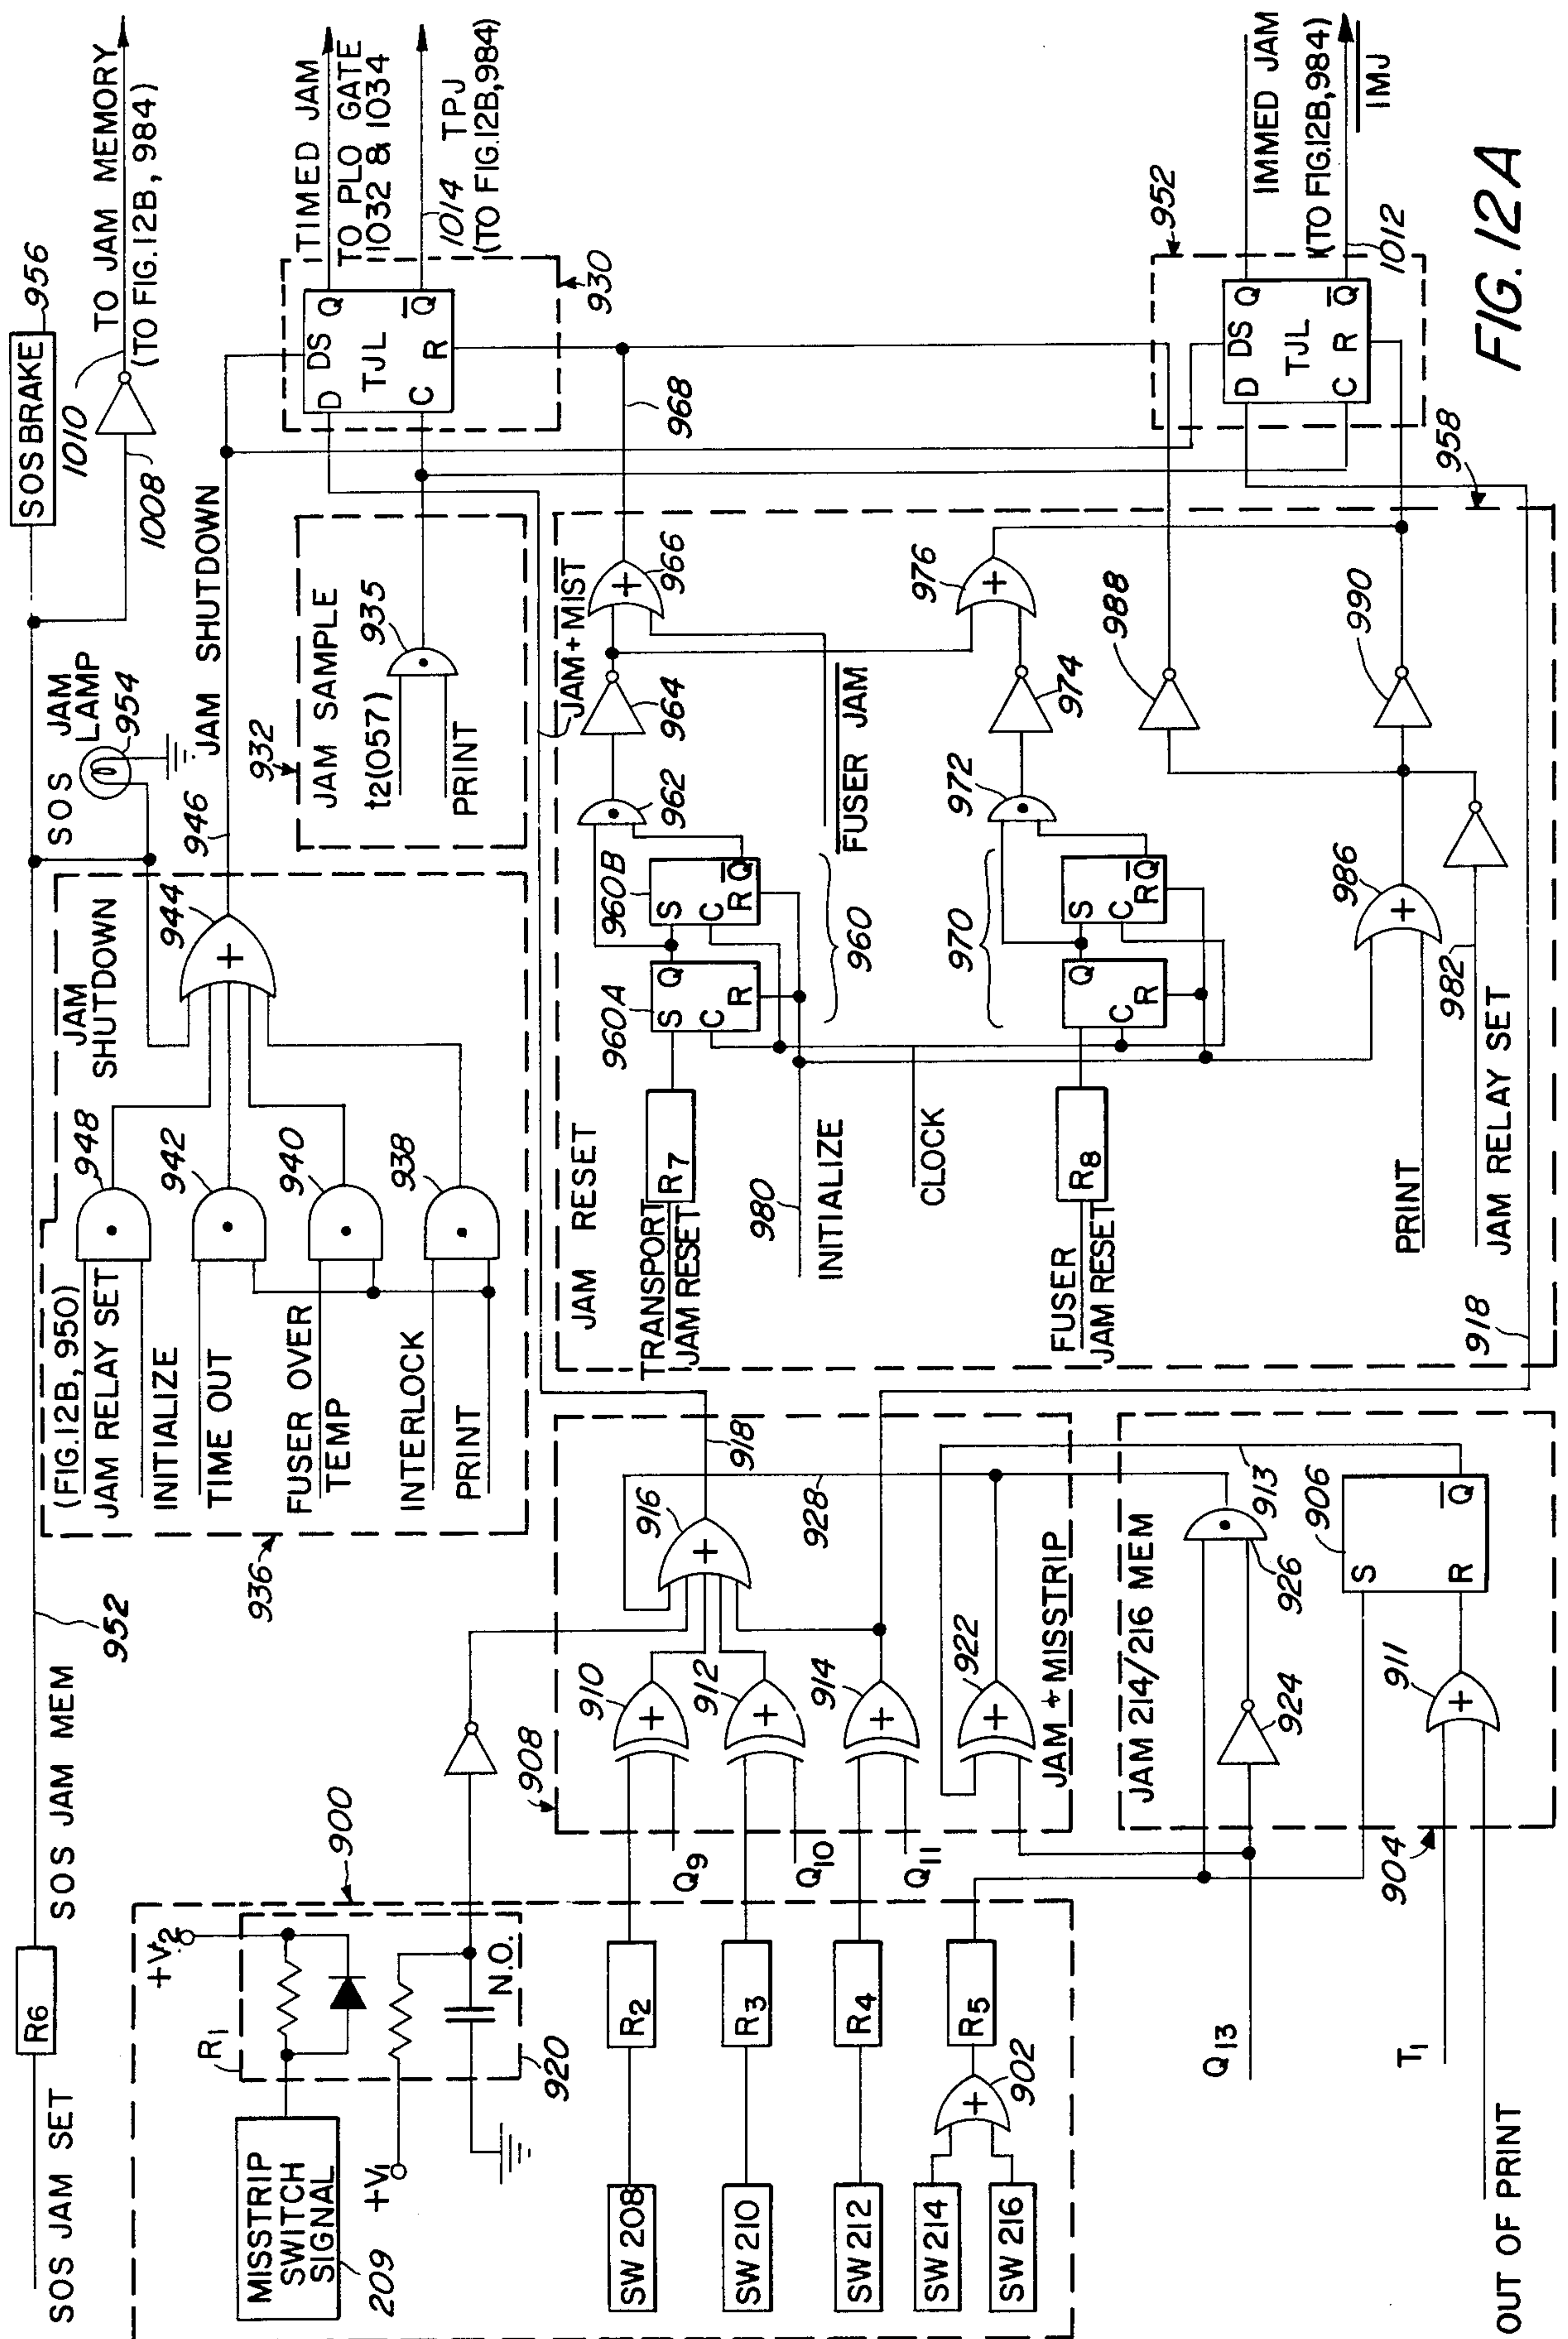 SOS JAM SET
R6
SOS JAM MEM
952
SOS JAM LAMP
954
SOS BRAKE
956
1008
1010
TO JAM MEMORY
(TO FIG.12B, 984)
(FIG.12B, 950)
JAM RELAY SET
INITIALIZE
TIME OUT
FUSER OVER
TEMP
INTERLOCK
PRINT
936
948
942
940
938
JAM
SHUTDOWN
944
946
JAM SHUTDOWN
932
JAM SAMPLE
t2(057)
PRINT
935
D DS Q
TJL
C R Q
930
TIMED JAM
TO PLO GATE
1032 & 1034
1014 TPJ
(TO FIG.12B,984)
MISSTRIP
SWITCH
SIGNAL
209
R1
+V2
+V1
N.O.
920
900
SW 208
R2
Q9
SW 210
R3
Q10
SW 212
R4
Q11
SW 214
SW 216
902
R5
908
910
912
914
916
918
922
928
JAM + MISSTRIP
JAM 214/216 MEM
904
924
926
913
906
S
R Q
911
Q13
T1
OUT OF PRINT
JAM RESET
TRANSPORT
JAM RESET
R7
960A
S Q
C R
960B
S
C R Q
960
962
964
966
JAM + MIST
FUSER JAM
968
980
INITIALIZE
CLOCK
FUSER
JAM RESET
R8
970
Q
C R
S
C R Q
972
974
976
PRINT
JAM RELAY SET
982
986
988
990
958
918
952
D DS Q
TJL
C R Q
IMMED JAM
(TO FIG.12B,984)
IMJ
1012
FIG. 12A